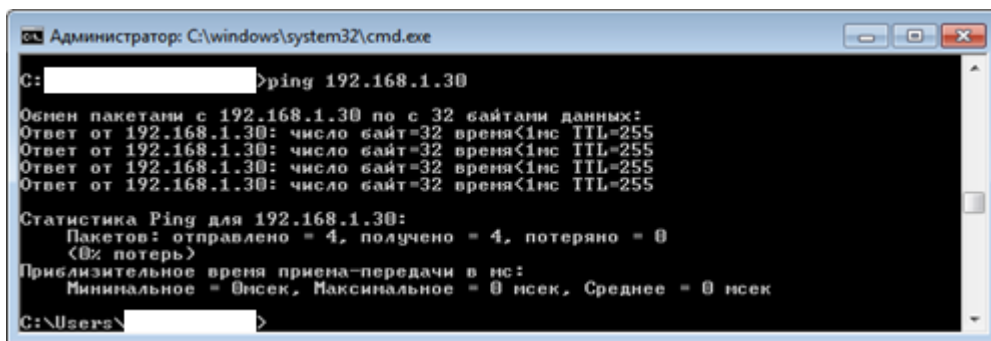 Администратор: C:\windows\system32\cmd.exe
C: >ping 192.168.1.30
Обмен пакетами с 192.168.1.30 по с 32 байтами данных:
Ответ от 192.168.1.30: число байт=32 время<1мс TTL=255
Ответ от 192.168.1.30: число байт=32 время<1мс TTL=255
Ответ от 192.168.1.30: число байт=32 время<1мс TTL=255
Ответ от 192.168.1.30: число байт=32 время<1мс TTL=255
Статистика Ping для 192.168.1.30:
Пакетов: отправлено = 4, получено = 4, потеряно = 0
(0% потерь)
Приблизительное время приема-передачи в мс:
Минимальное = 0мсек, Максимальное = 0 мсек, Среднее = 0 мсек
C:\Users\ >